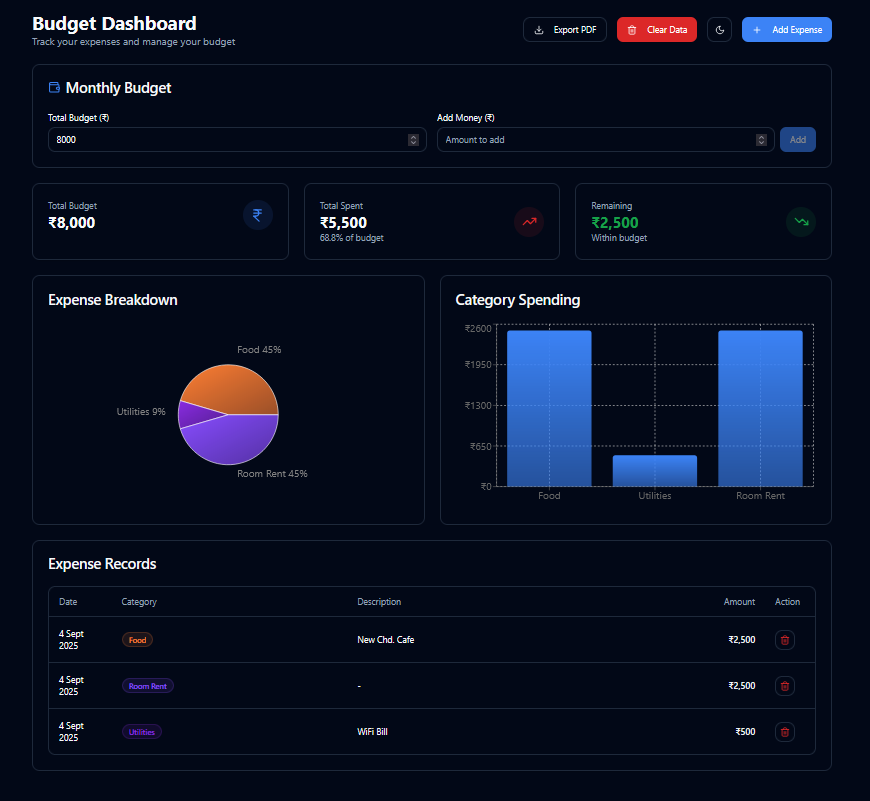 Budget Dashboard
Track your expenses and manage your budget
Export PDF
Clear Data
Add Expense
Monthly Budget
Total Budget (₹)
8000
Add Money (₹)
Amount to add
Add
Total Budget
₹8,000
₹
Total Spent
₹5,500
68.8% of budget
Remaining
₹2,500
Within budget
Expense Breakdown
Food 45%
Utilities 9%
Room Rent 45%
Category Spending
₹2600
₹1950
₹1300
₹650
₹0
Food Utilities Room Rent
Expense Records
Date Category Description Amount Action
4 Sept
2025
Food New Chd. Cafe ₹2,500
4 Sept
2025
Room Rent - ₹2,500
4 Sept
2025
Utilities WiFi Bill ₹500